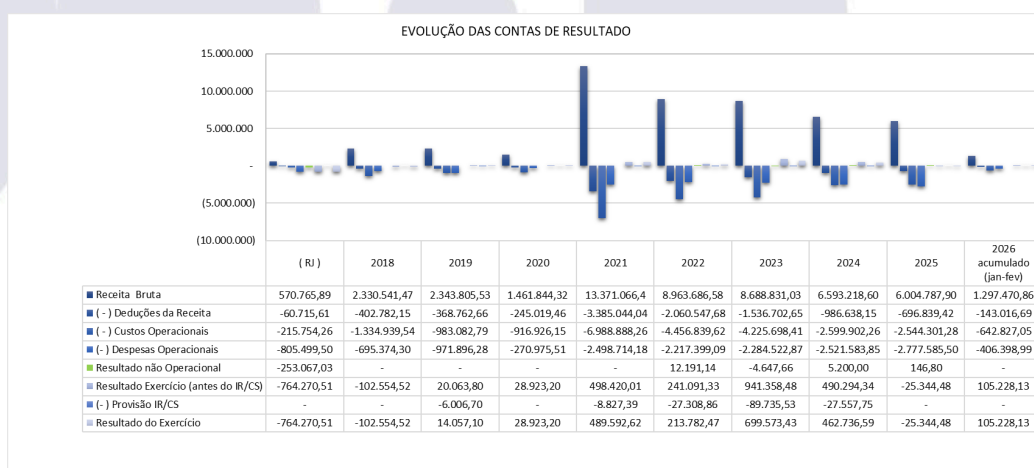 EVOLUÇÃO DAS CONTAS DE RESULTADO
15.000.000
10.000.000
5.000.000
-
(5.000.000)
(10.000.000)
( RJ ) 2018 2019 2020 2021 2022 2023 2024 2025 2026 acumulado (jan-fev)
Receita Bruta 570.765,89 2.330.541,47 2.343.805,53 1.461.844,32 13.371.066,4 8.963.686,58 8.688.831,03 6.593.218,60 6.004.787,90 1.297.470,86
( - ) Deduções da Receita -60.715,61 -402.782,15 -368.762,66 -245.019,46 -3.385.044,04 -2.060.547,68 -1.536.702,65 -986.638,15 -696.839,42 -143.016,69
( - ) Custos Operacionais -215.754,26 -1.334.939,54 -983.082,79 -916.926,15 -6.988.888,26 -4.456.839,62 -4.225.698,41 -2.599.902,26 -2.544.301,28 -642.827,05
(-) Despesas Operacionais -805.499,50 -695.374,30 -971.896,28 -270.975,51 -2.498.714,18 -2.217.399,09 -2.284.522,87 -2.521.583,85 -2.777.585,50 -406.398,99
Resultado não Operacional -253.067,03 - - - - 12.191,14 -4.647,66 5.200,00 146,80 -
Resultado Exercício (antes do IR/CS) -764.270,51 -102.554,52 20.063,80 28.923,20 498.420,01 241.091,33 941.358,48 490.294,34 -25.344,48 105.228,13
(-) Provisão IR/CS - - -6.006,70 - -8.827,39 -27.308,86 -89.735,53 -27.557,75 - -
Resultado do Exercício -764.270,51 -102.554,52 14.057,10 28.923,20 489.592,62 213.782,47 699.573,43 462.736,59 -25.344,48 105.228,13